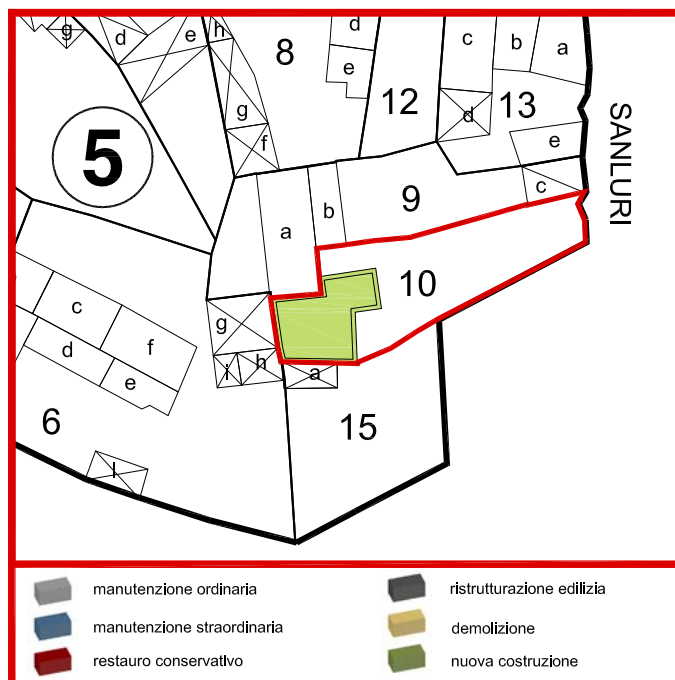 g
d
e
h
8
d
e
g
f
12
c
b
a
d
13
e
SANLURI
5
a
b
9
c
10
c
f
d
e
g
i
h
a
6
15
l
manutenzione ordinaria
ristrutturazione edilizia
manutenzione straordinaria
demolizione
restauro conservativo
nuova costruzione